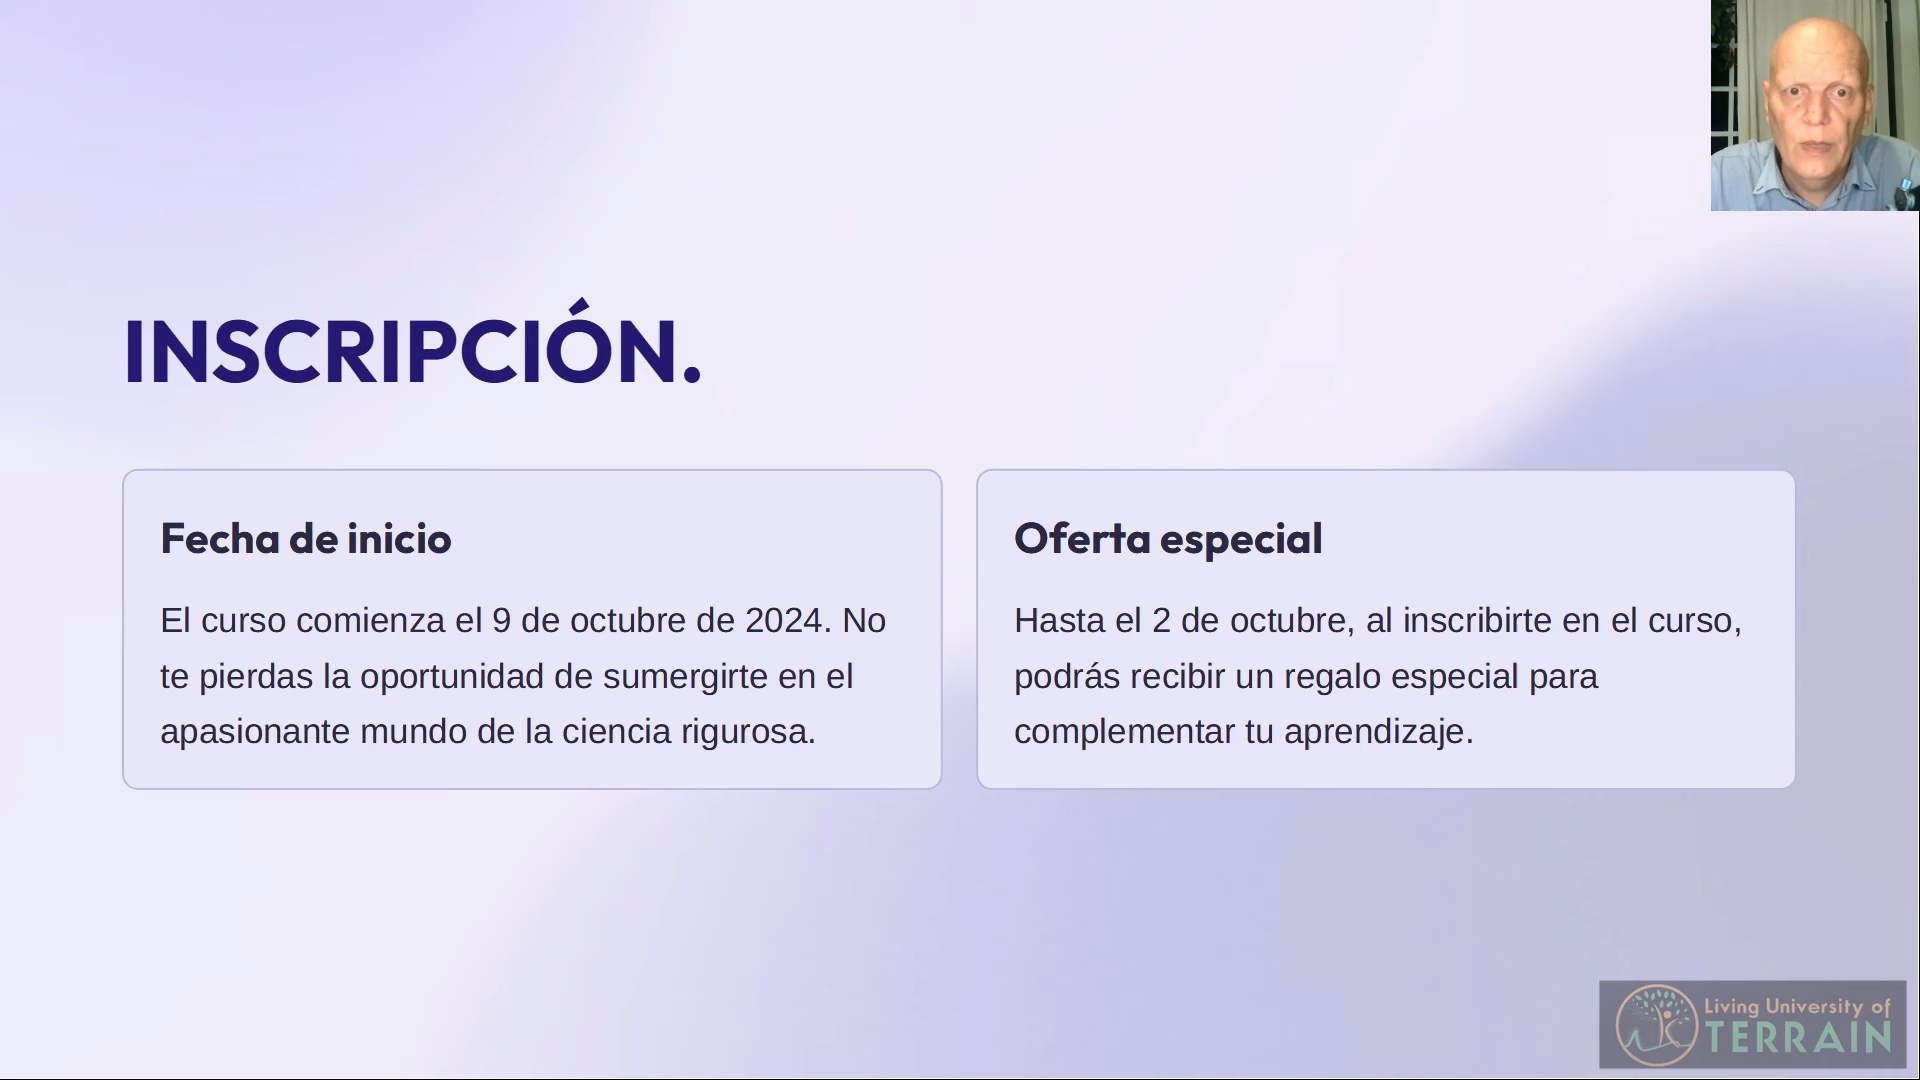 INSCRIPCIÓN.
Fecha de inicio
El curso comienza el 9 de octubre de 2024. No
te pierdas la oportunidad de sumergirte en el
apasionante mundo de la ciencia rigurosa.
Oferta especial
Hasta el 2 de octubre, al inscribirte en el curso,
podrás recibir un regalo especial para
complementar tu aprendizaje.
Living University of
TERRAIN